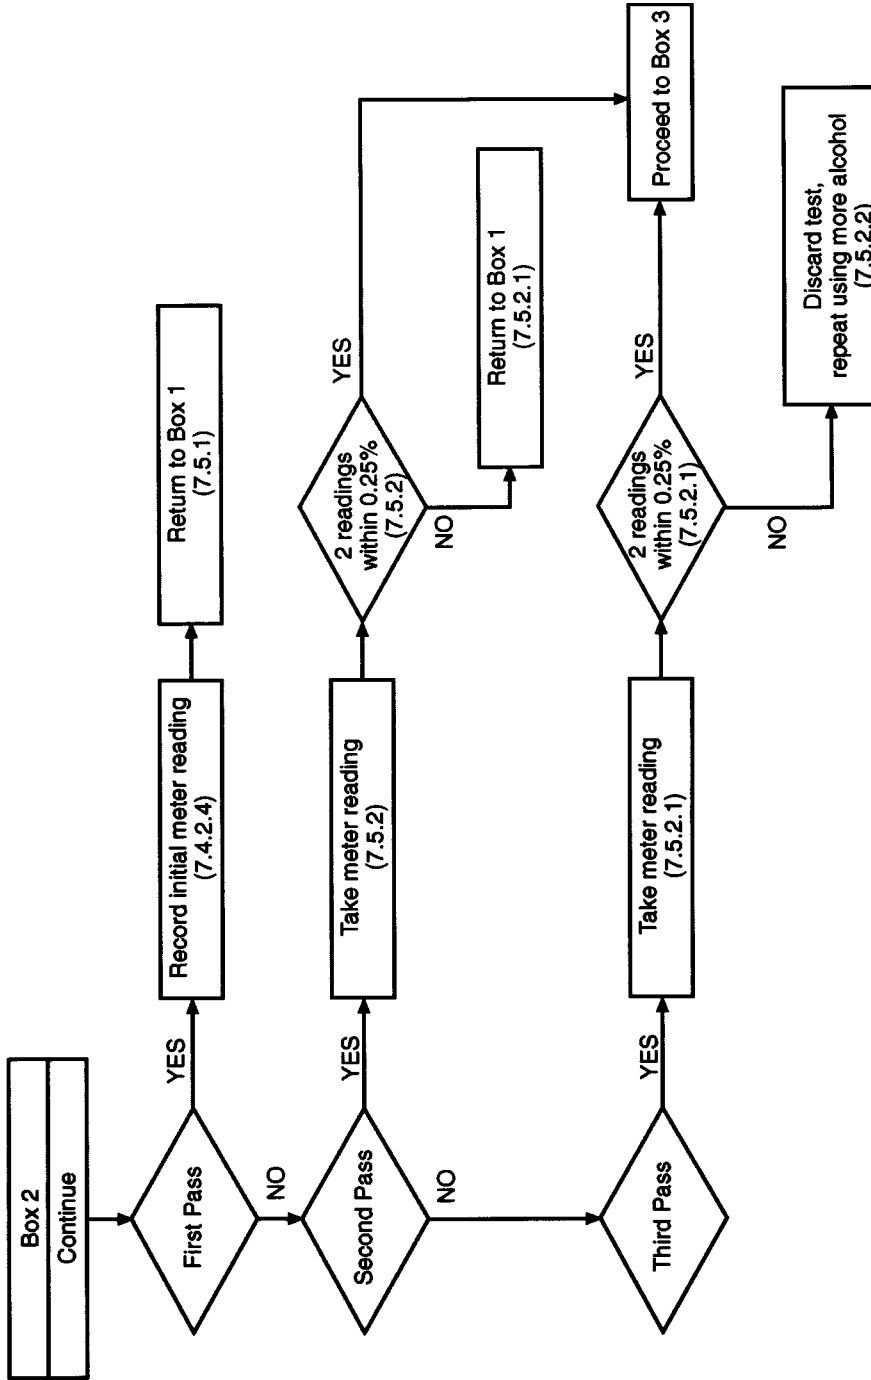 Box 2
Continue
First Pass
YES
Record initial meter reading
(7.4.2.4)
Return to Box 1
(7.5.1)
NO
Second Pass
YES
Take meter reading
(7.5.2)
2 readings
within 0.25%
(7.5.2)
YES
NO
Return to Box 1
(7.5.2.1)
NO
Third Pass
YES
Take meter reading
(7.5.2.1)
2 readings
within 0.25%
(7.5.2.1)
YES
Proceed to Box 3
NO
Discard test,
repeat using more alcohol
(7.5.2.2)